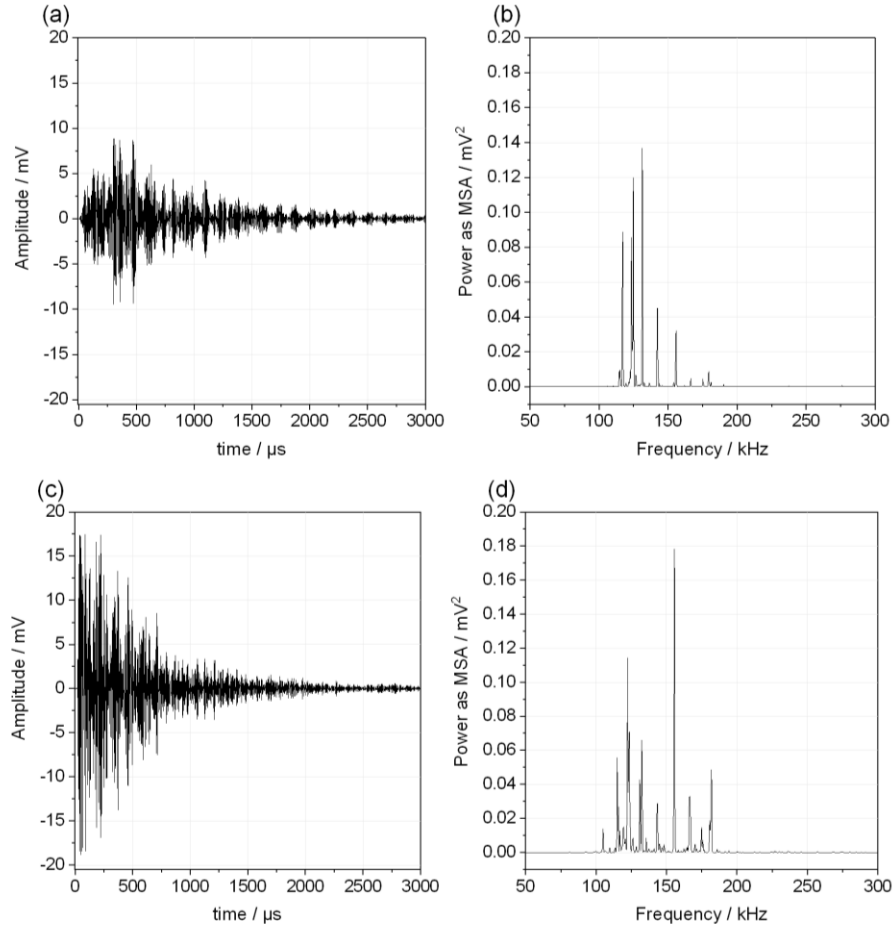 (a)
20
15
10
5
0
-5
-10
-15
-20
Amplitude / mV
0 500 1000 1500 2000 2500 3000
time / µs
(b)
0.20
0.18
0.16
0.14
0.12
0.10
0.08
0.06
0.04
0.02
0.00
Power as MSA / mV²
50 100 150 200 250 300
Frequency / kHz
(c)
20
15
10
5
0
-5
-10
-15
-20
Amplitude / mV
0 500 1000 1500 2000 2500 3000
time / µs
(d)
0.20
0.18
0.16
0.14
0.12
0.10
0.08
0.06
0.04
0.02
0.00
Power as MSA / mV²
50 100 150 200 250 300
Frequency / kHz